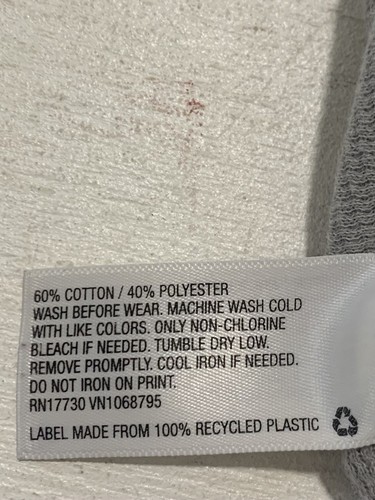 60% COTTON / 40% POLYESTER
WASH BEFORE WEAR. MACHINE WASH COLD
WITH LIKE COLORS. ONLY NON-CHLORINE
BLEACH IF NEEDED. TUMBLE DRY LOW.
REMOVE PROMPTLY. COOL IRON IF NEEDED.
DO NOT IRON ON PRINT.
RN17730 VN1068795
LABEL MADE FROM 100% RECYCLED PLASTIC